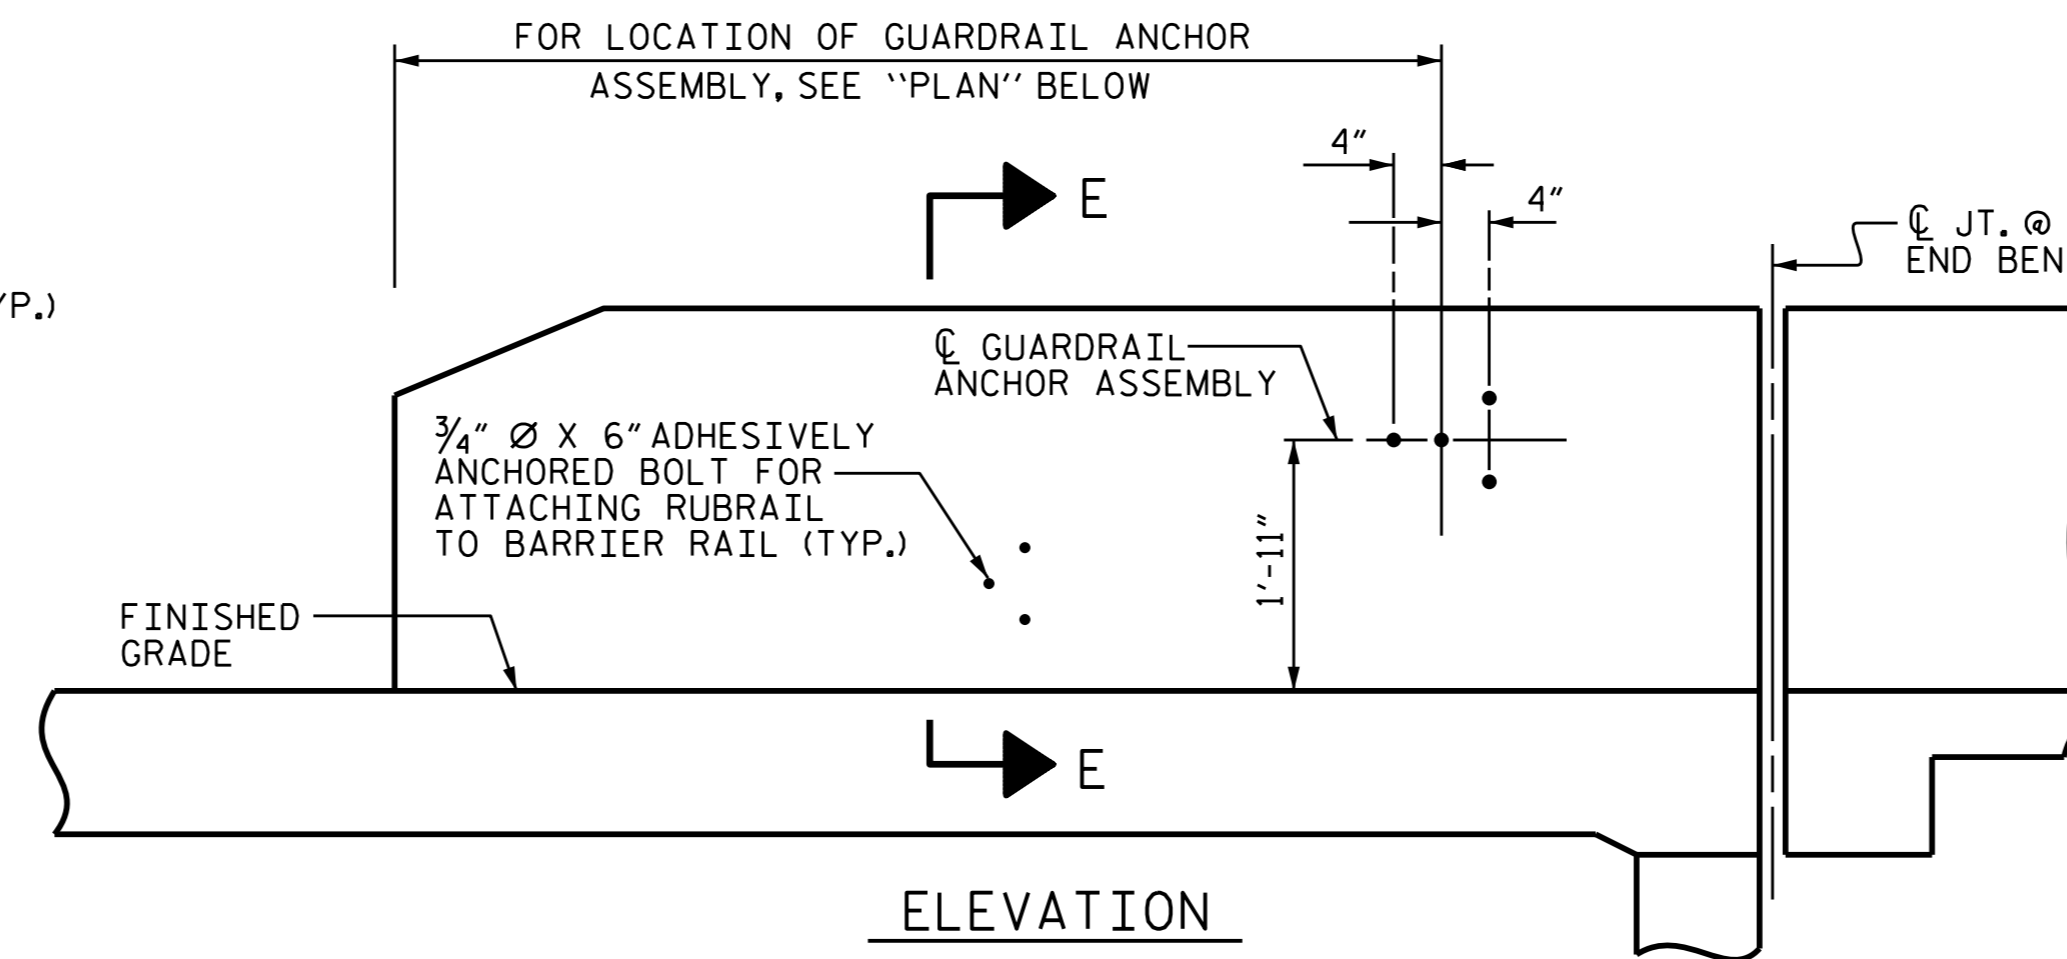 FOR LOCATION OF GUARDRAIL ANCHOR
ASSEMBLY, SEE "PLAN" BELOW
4"
4"
E
℄ JT. @
END BEN
YP.)
℄ GUARDRAIL
ANCHOR ASSEMBLY
3/4" Ø X 6" ADHESIVELY
ANCHORED BOLT FOR
ATTACHING RUBRAIL
TO BARRIER RAIL (TYP.)
1'-11"
FINISHED
GRADE
E
ELEVATION